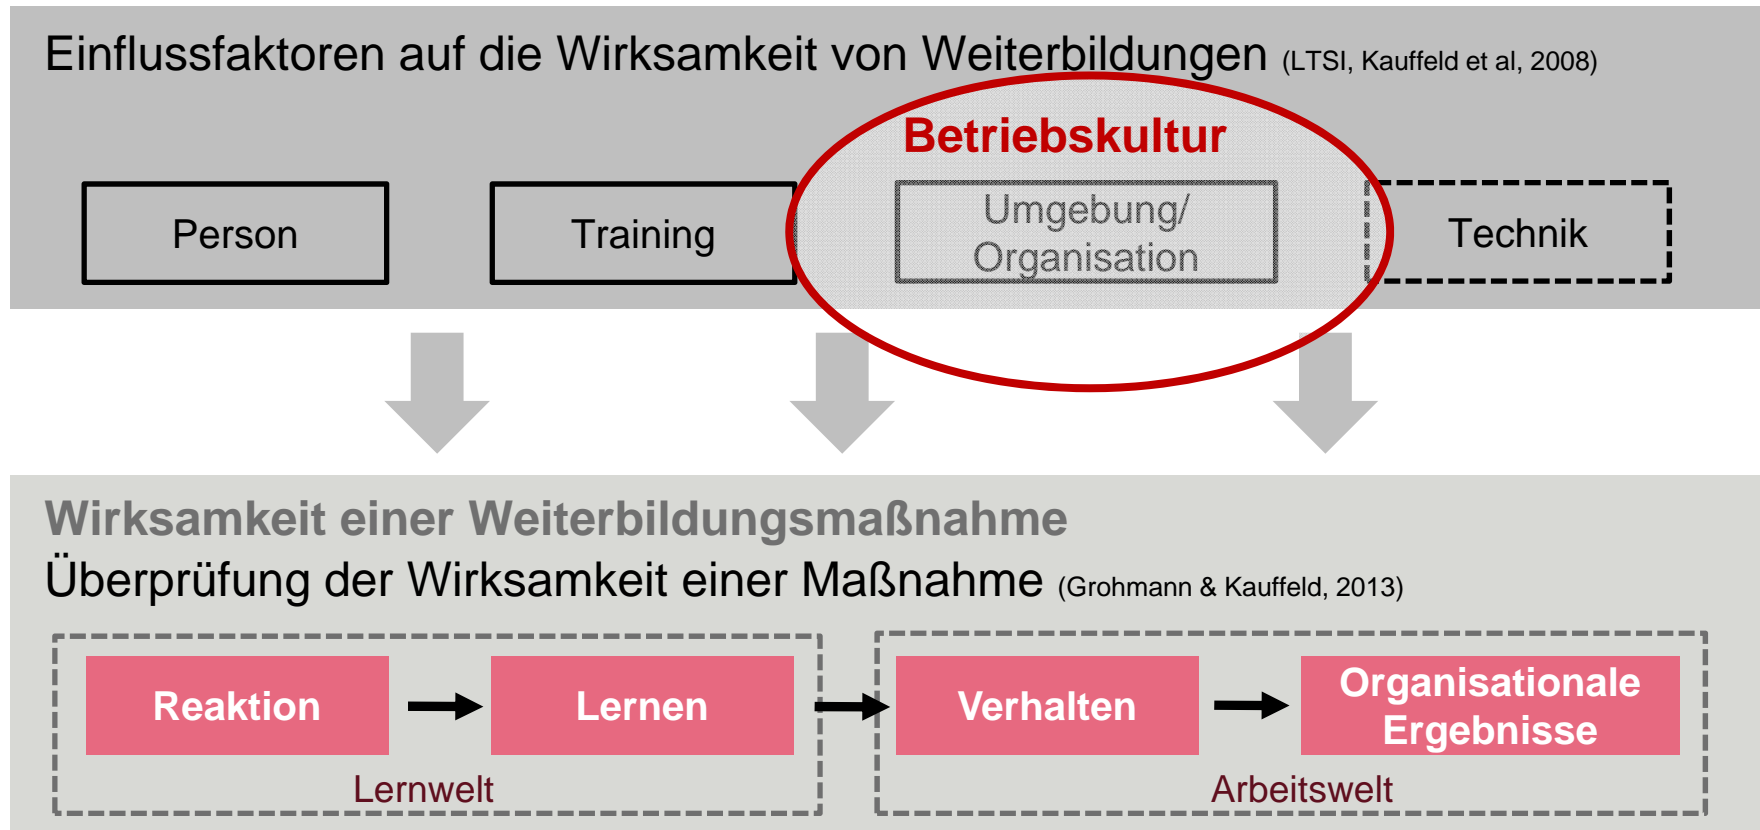 Einflussfaktoren auf die Wirksamkeit von Weiterbildungen (LTSI, Kauffeld et al, 2008)
Betriebskultur
Person
Training
Umgebung/
Organisation
Technik
Wirksamkeit einer Weiterbildungsmaßnahme
Überprüfung der Wirksamkeit einer Maßnahme (Grohmann & Kauffeld, 2013)
Reaktion
Lernen
Verhalten
Organisationale
Ergebnisse
Lernwelt
Arbeitswelt